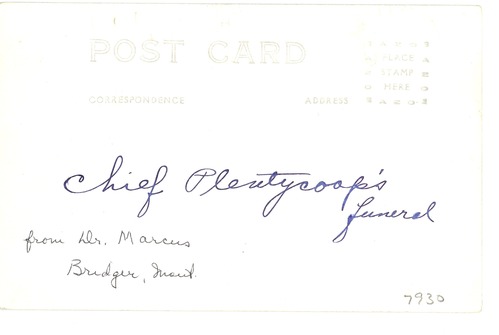 POST CARD
PLACE
STAMP
HERE
CORRESPONDENCE
ADDRESS
Chief Plentycoop's
funeral
from Dr. Marcus
Bridger, Mont.
7930